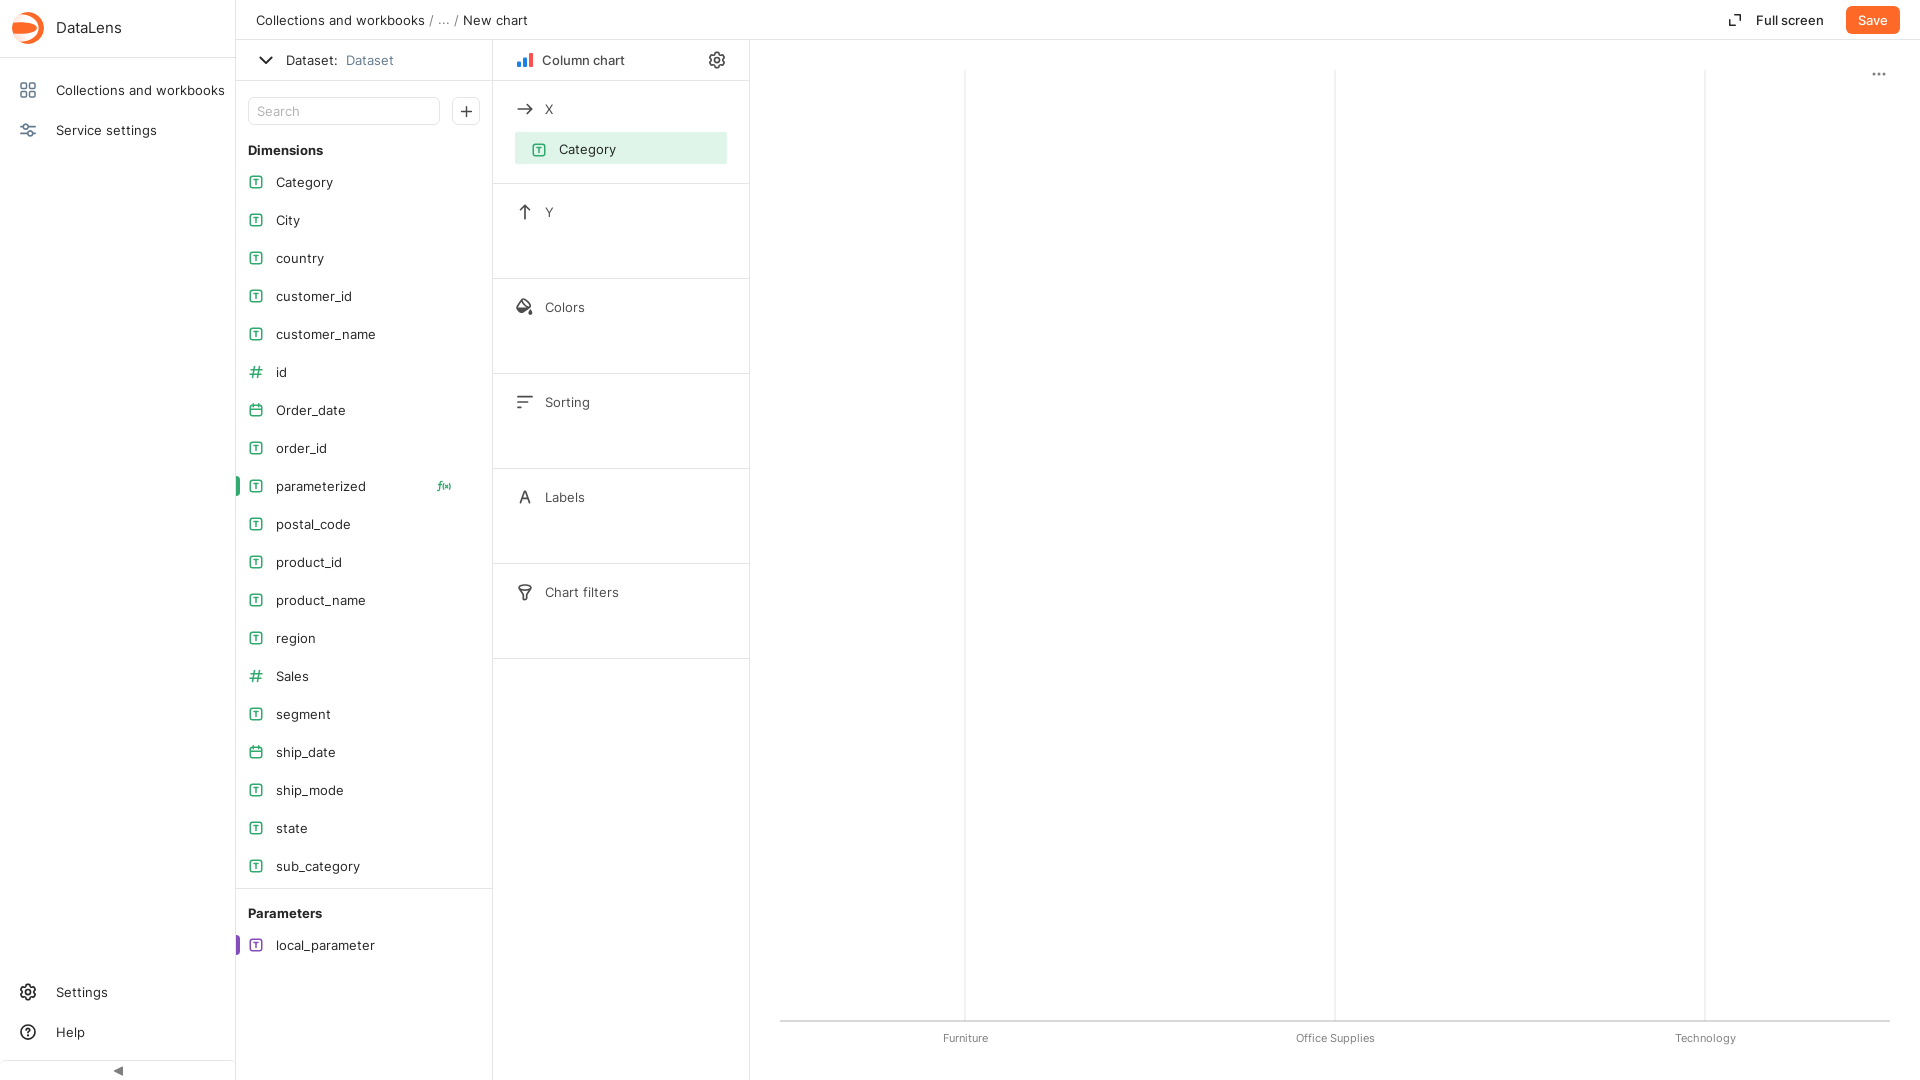 DataLens
Collections and workbooks
Service settings
Settings
Help
Collections and workbooks / ... / New chart
Full screen
Save
Dataset: Dataset
Search
Dimensions
Category
City
country
customer_id
customer_name
id
Order_date
order_id
parameterized
postal_code
product_id
product_name
region
Sales
segment
ship_date
ship_mode
state
sub_category
Parameters
local_parameter
Column chart
X
Category
Y
Colors
Sorting
Labels
Chart filters
Furniture
Office Supplies
Technology